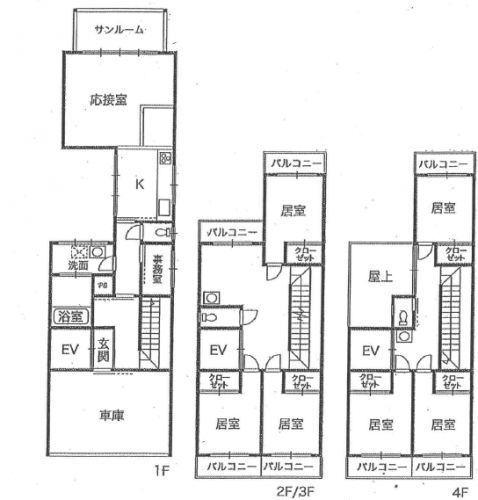 サンルーム
応接室
K
洗面
PS
事務室
浴室
EV
玄関
車庫
1F
バルコニー
居室
バルコニー
クローゼット
EV
クローゼット
クローゼット
居室
居室
バルコニー
バルコニー
2F/3F
バルコニー
居室
クローゼット
屋上
EV
クローゼット
クローゼット
居室
居室
バルコニー
バルコニー
4F